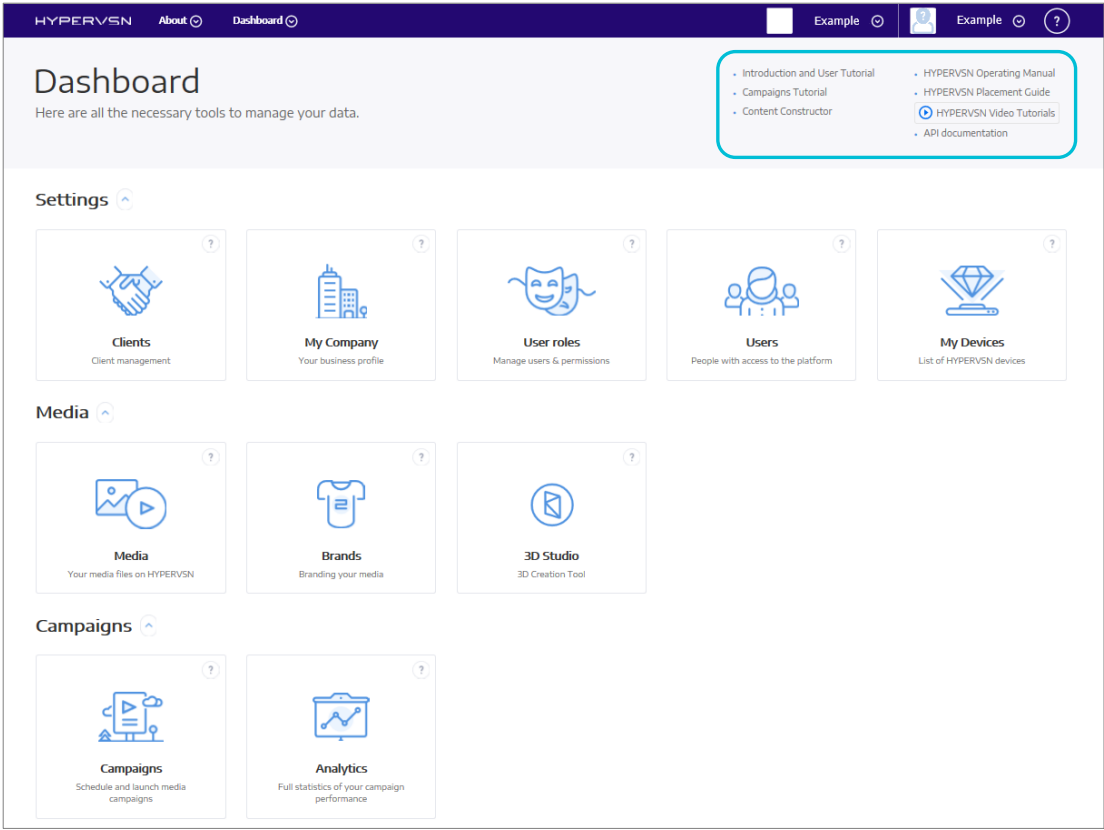 HYPERVSN About Dashboard Example Example ?
Dashboard
Here are all the necessary tools to manage your data.
Introduction and User Tutorial
Campaigns Tutorial
Content Constructor
HYPERVSN Operating Manual
HYPERVSN Placement Guide
HYPERVSN Video Tutorials
API documentation
Settings
?
Clients
Client management
?
My Company
Your business profile
?
User roles
Manage users & permissions
?
Users
People with access to the platform
?
My Devices
List of HYPERVSN devices
Media
?
Media
Your media files on HYPERVSN
?
Brands
Branding your media
?
3D Studio
3D Creation Tool
Campaigns
?
Campaigns
Schedule and launch media
campaigns
?
Analytics
Full statistics of your campaign
performance